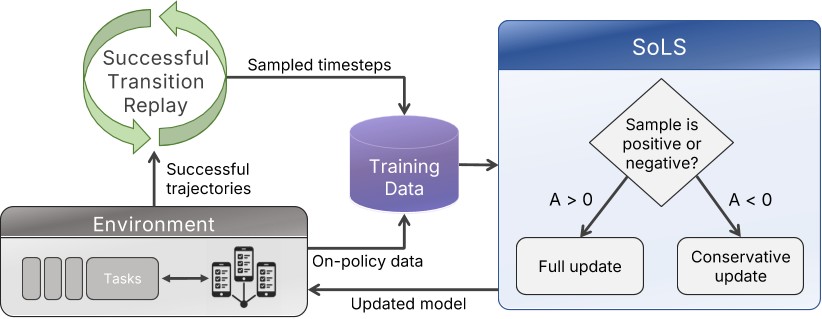 Successful
Transition
Replay
Sampled timesteps
Successful
trajectories
Training
Data
Environment
Tasks
On-policy data
Updated model
SoLS
Sample is
positive or
negative?
A > 0
A < 0
Full update
Conservative
update